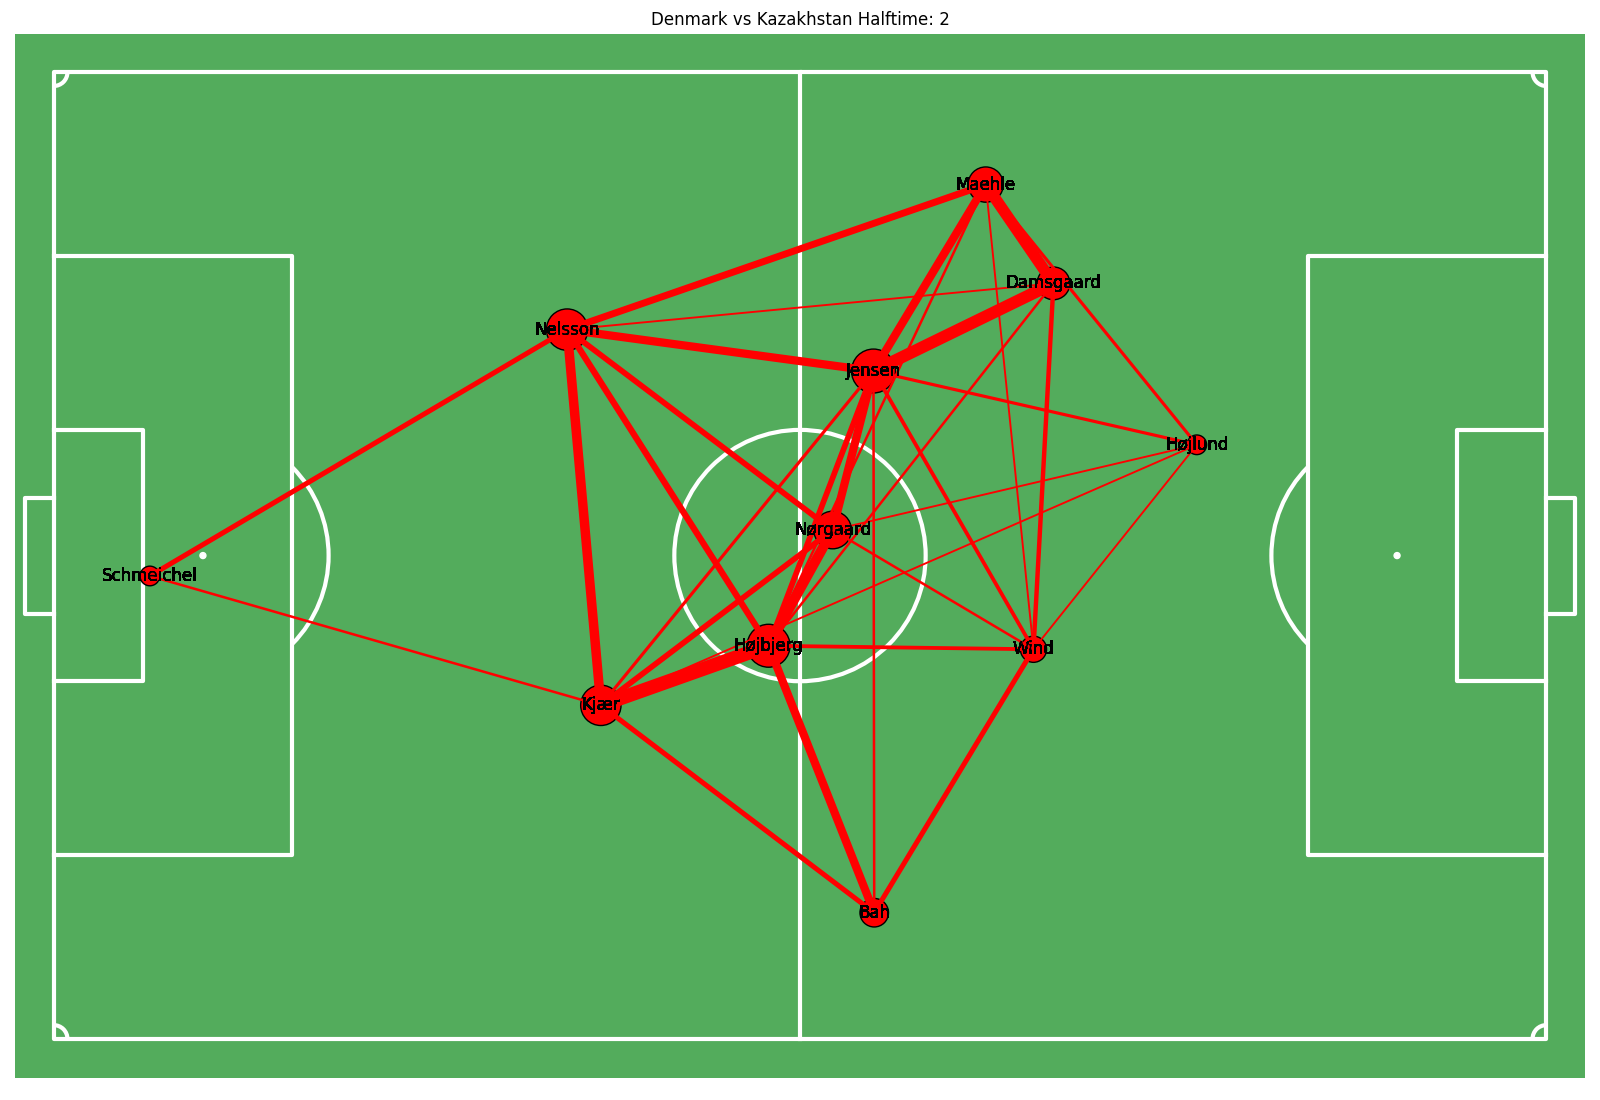 Denmark vs Kazakhstan Halftime: 2
Maehle
Damsgaard
Nelsson
Jensen
Højlund
Nørgaard
Schmeichel
Højbjerg
Wind
Kjær
Bah